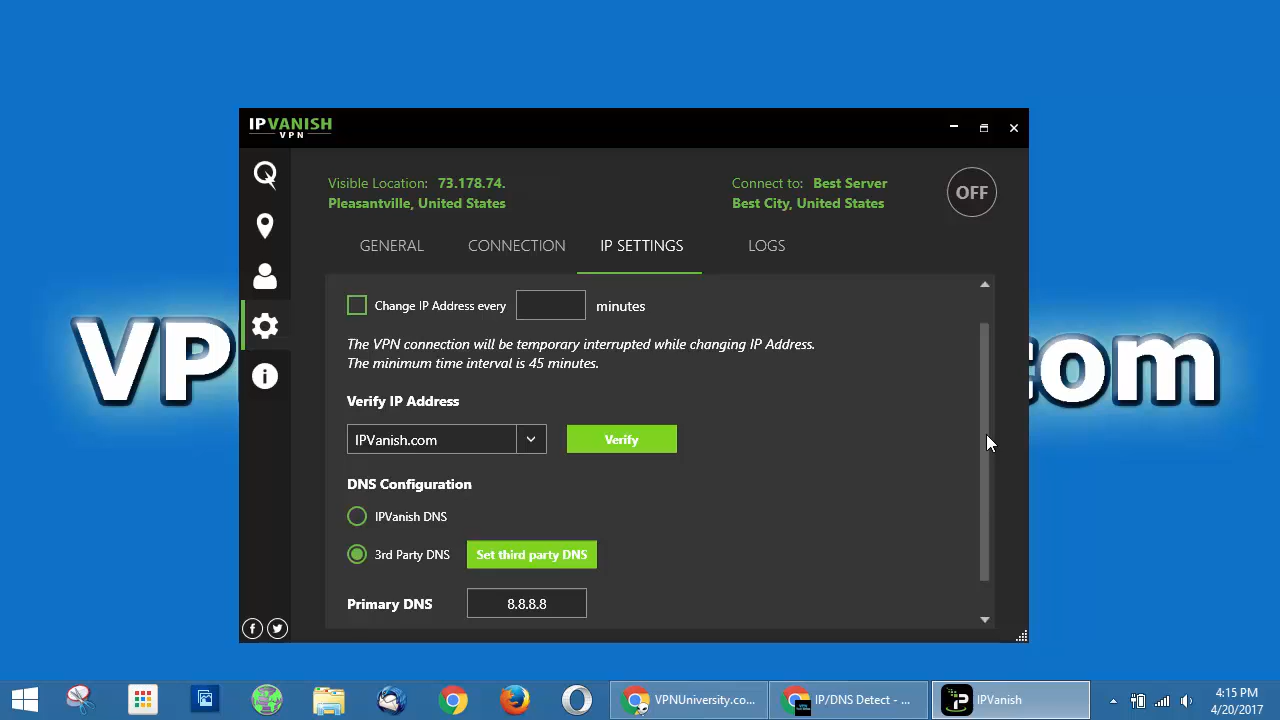 IPVANISH
VPN
Visible Location: 73.178.74.
Pleasantville, United States
Connect to: Best Server
Best City, United States
OFF
GENERAL
CONNECTION
IP SETTINGS
LOGS
Change IP Address every
minutes
The VPN connection will be temporary interrupted while changing IP Address.
The minimum time interval is 45 minutes.
Verify IP Address
IPVanish.com
Verify
DNS Configuration
IPVanish DNS
3rd Party DNS
Set third party DNS
Primary DNS
8.8.8.8
VP
.com
VPNUniversity.co...
IP/DNS Detect - ...
IPVanish
4:15 PM
4/20/2017